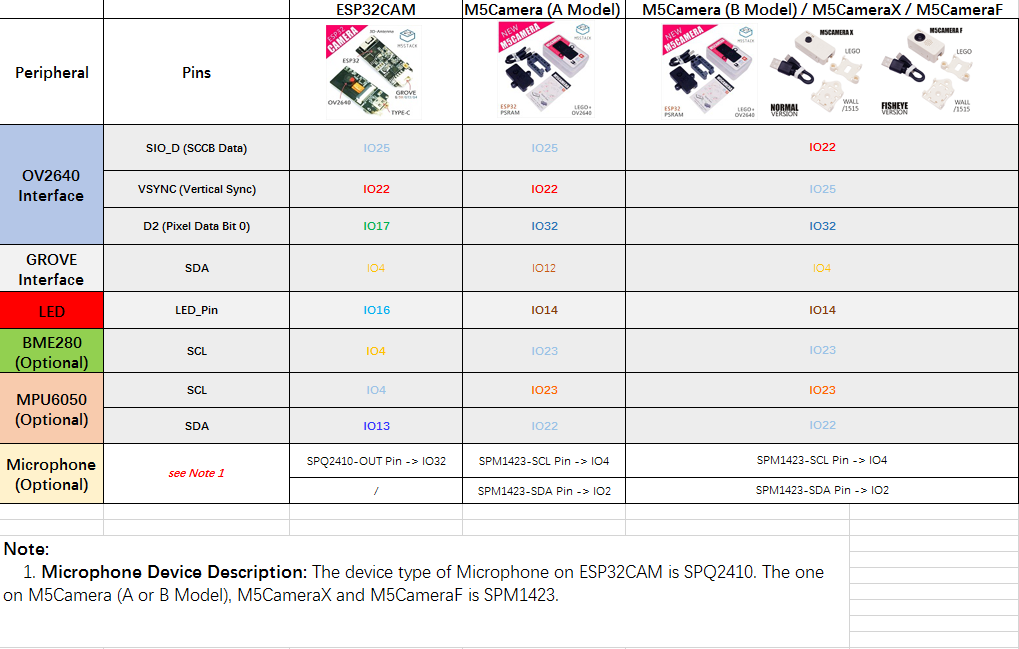 ESP32CAM M5Camera (A Model) M5Camera (B Model) / M5CameraX / M5CameraF
Peripheral Pins
ESP32
CAMERA
3D-Antenna
M5STACK
ESP32
GROVE
OV2640
TYPE-C
NEW
M5CAMERA
M5STACK
ESP32
PSRAM
LEGO+
OV2640
NEW
M5CAMERA
M5STACK
ESP32
PSRAM
LEGO+
OV2640
M5CAMERA X
LEGO
NORMAL
VERSION
WALL
/1515
M5CAMERA F
LEGO
FISHEYE
VERSION
WALL
/1515
OV2640
Interface
SIO_D (SCCB Data) IO25 IO25 IO22
VSYNC (Vertical Sync) IO22 IO22 IO25
D2 (Pixel Data Bit 0) IO17 IO32 IO32
GROVE
Interface
SDA IO4 IO12 IO4
LED LED_Pin IO16 IO14 IO14
BME280
(Optional)
SCL IO4 IO23 IO23
MPU6050
(Optional)
SCL IO4 IO23 IO23
SDA IO13 IO22 IO22
Microphone
(Optional)
see Note 1
SPQ2410-OUT Pin -> IO32 SPM1423-SCL Pin -> IO4 SPM1423-SCL Pin -> IO4
/ SPM1423-SDA Pin -> IO2 SPM1423-SDA Pin -> IO2
Note:
1. Microphone Device Description: The device type of Microphone on ESP32CAM is SPQ2410. The one
on M5Camera (A or B Model), M5CameraX and M5CameraF is SPM1423.